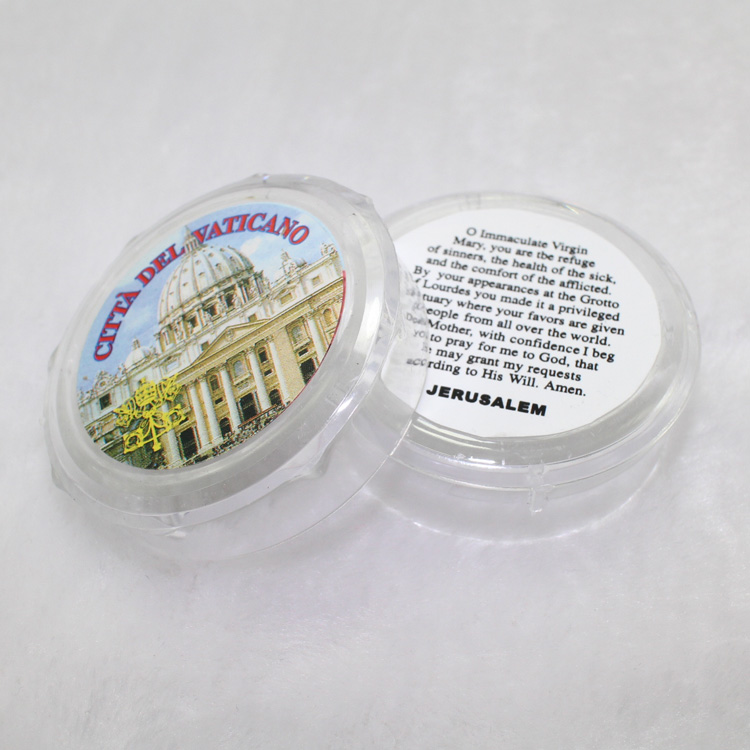 CITTÀ DEL VATICANO
O Immaculate Virgin
Mary, you are the refuge
of sinners, the health of the sick,
and the comfort of the afflicted.
By your appearances at the Grotto
Lourdes you made it a privileged
where your favors are given
people from all over the world.
Mother, with confidence I beg
to pray for me to God, that
may grant my requests
according to His Will. Amen.
JERUSALEM